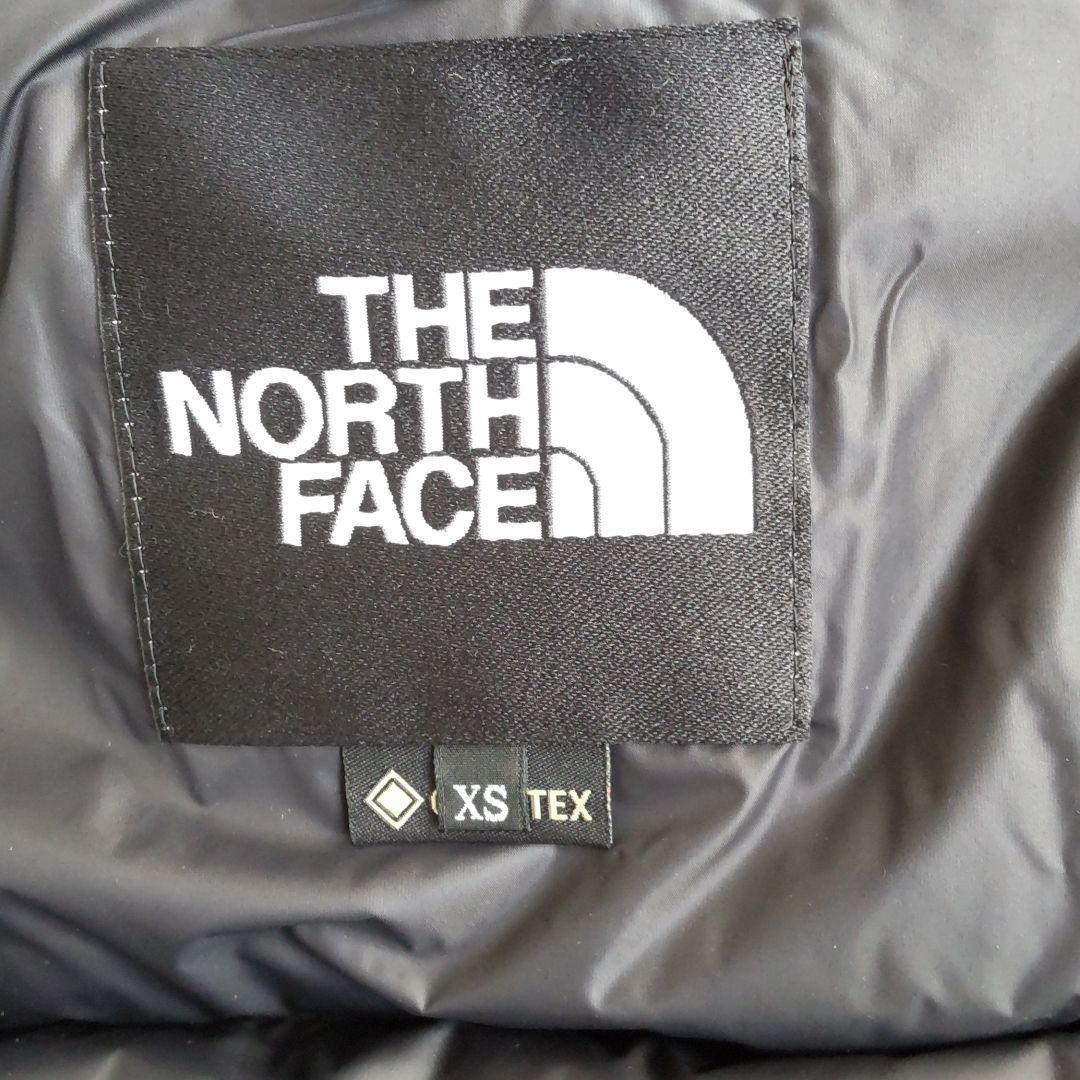 THE
NORTH
FACE
XS
TEX